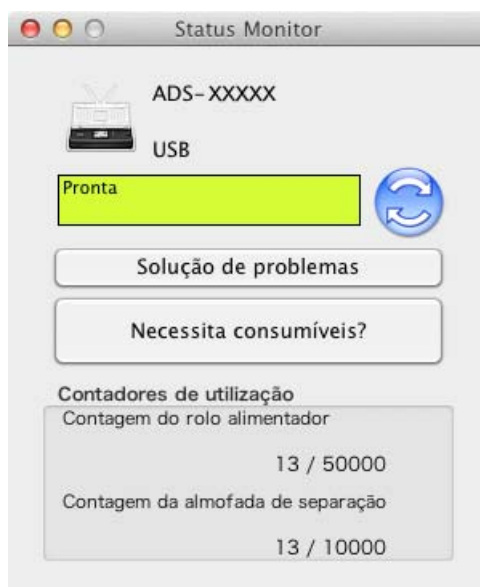 Status Monitor
ADS-XXXXX
USB
Pronta
Solução de problemas
Necessita consumíveis?
Contadores de utilização
Contagem do rolo alimentador
13 / 50000
Contagem da almofada de separação
13 / 10000